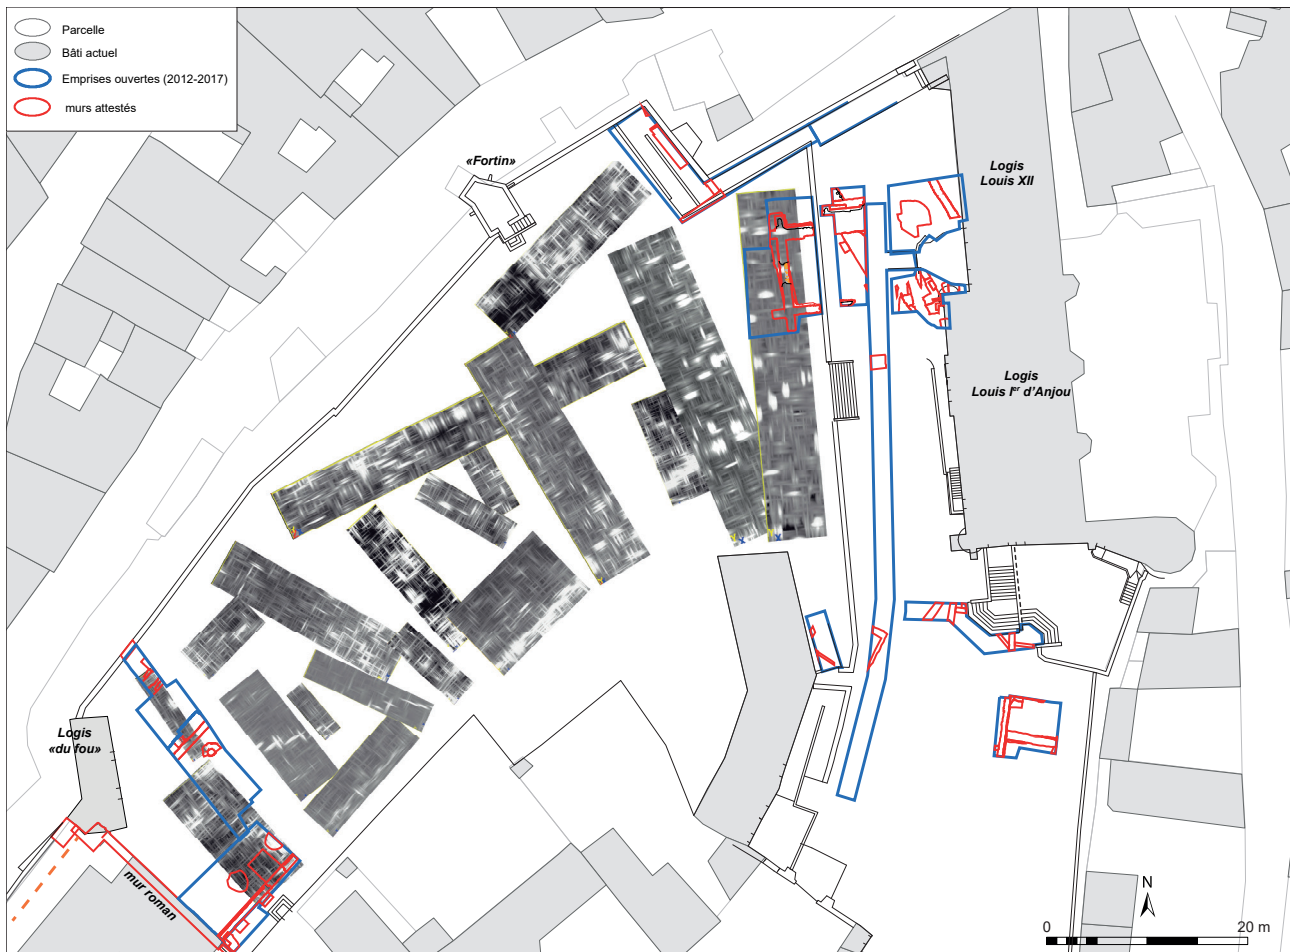 Parcelle
Bâti actuel
Emprises ouvertes (2012-2017)
murs attestés
«Fortin»
Logis
Louis XII
Logis
Louis Iᵉʳ d'Anjou
Logis
«du fou»
mur roman
N
0 20 m